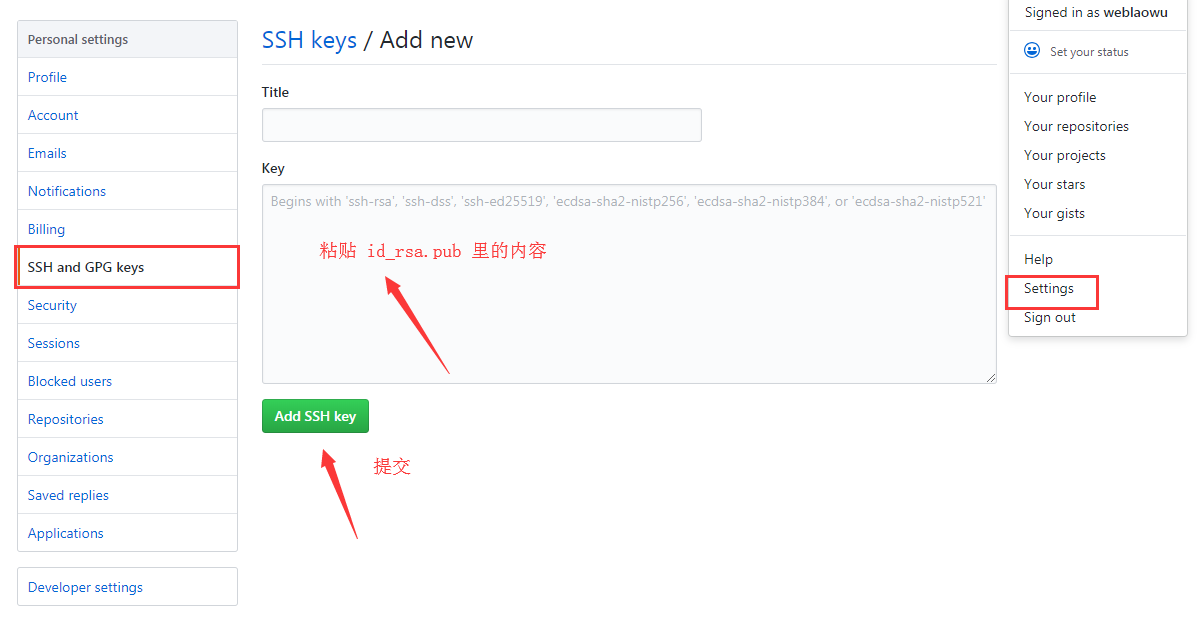 Personal settings
Profile
Account
Emails
Notifications
Billing
SSH and GPG keys
Security
Sessions
Blocked users
Repositories
Organizations
Saved replies
Applications
Developer settings
SSH keys / Add new
Title
Key
Begins with 'ssh-rsa', 'ssh-dss', 'ssh-ed25519', 'ecdsa-sha2-nistp256', 'ecdsa-sha2-nistp384', or 'ecdsa-sha2-nistp521'
粘贴 id_rsa.pub 里的内容
Add SSH key
提交
Signed in as weblaowu
Set your status
Your profile
Your repositories
Your projects
Your stars
Your gists
Help
Settings
Sign out